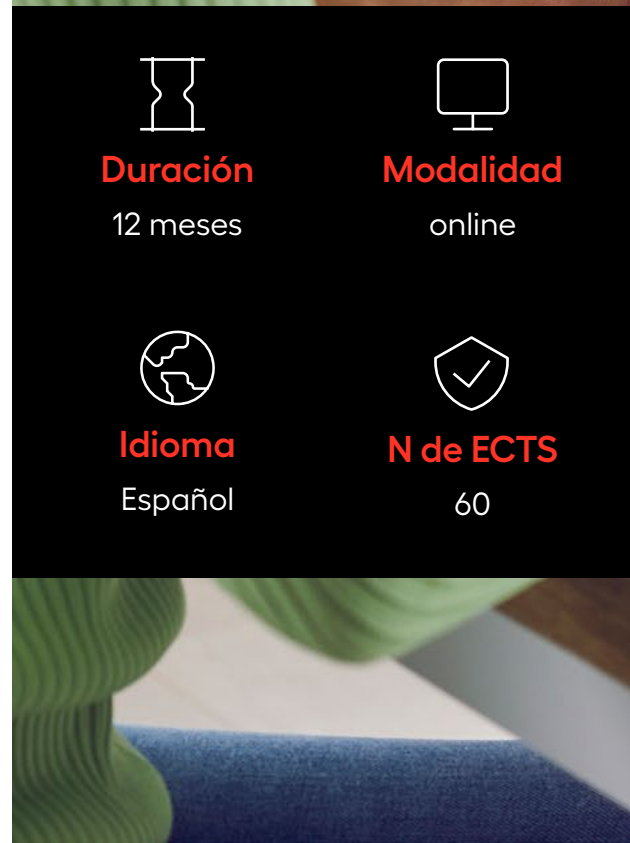 Duración
Modalidad
12 meses
online
Idioma
N de ECTS
Español
60